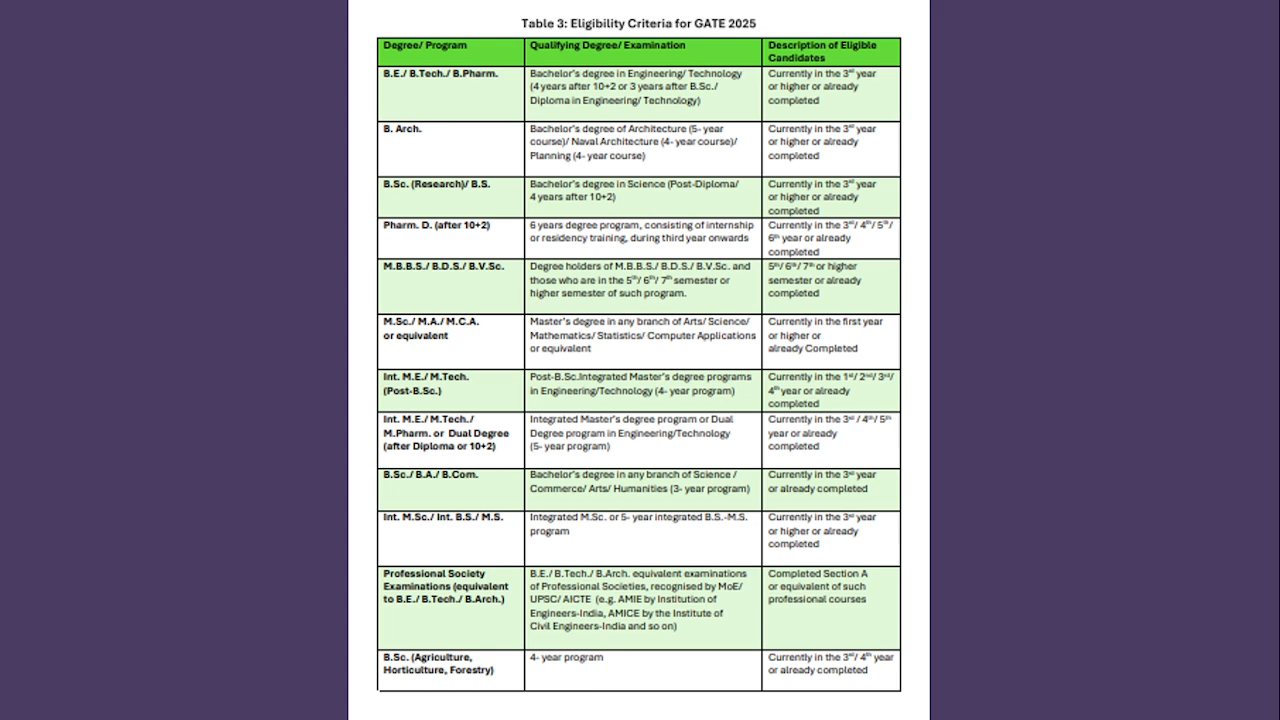 Table 3: Eligibility Criteria for GATE 2025
Degree/ Program
Qualifying Degree/ Examination
Description of Eligible
Candidates
B.E./ B.Tech./ B.Pharm.
Bachelor's degree in Engineering/ Technology
(4 years after 10+2 or 3 years after B.Sc./
Diploma in Engineering/ Technology)
Currently in the 3rd year
or higher or already
completed
B. Arch.
Bachelor's degree of Architecture (5- year
course)/ Naval Architecture (4- year course)/
Planning (4- year course)
Currently in the 3rd year
or higher or already
completed
B.Sc. (Research)/ B.S.
Bachelor's degree in Science (Post-Diploma/
4 years after 10+2)
Currently in the 3rd year
or higher or already
completed
Pharm. D. (after 10+2)
6 years degree program, consisting of internship
or residency training, during third year onwards
Currently in the 3rd/ 4th/ 5th/
6th year or already
completed
M.B.B.S./ B.D.S./ B.V.Sc.
Degree holders of M.B.B.S./ B.D.S./ B.V.Sc. and
those who are in the 5th/ 6th/ 7th semester or
higher semester of such program.
5th/ 6th/ 7th or higher
semester or already
completed
M.Sc./ M.A./ M.C.A.
or equivalent
Master's degree in any branch of Arts/ Science/
Mathematics/ Statistics/ Computer Applications
or equivalent
Currently in the first year
or higher or
already Completed
Int. M.E./ M.Tech.
(Post-B.Sc.)
Post-B.Sc.Integrated Master's degree programs
in Engineering/Technology (4- year program)
Currently in the 1st/ 2nd/ 3rd/
4th year or already
completed
Int. M.E./ M.Tech./
M.Pharm. or Dual Degree
(after Diploma or 10+2)
Integrated Master's degree program or Dual
Degree program in Engineering/Technology
(5- year program)
Currently in the 3rd / 4th/ 5th
year or already
completed
B.Sc./ B.A./ B.Com.
Bachelor's degree in any branch of Science /
Commerce/ Arts/ Humanities (3- year program)
Currently in the 3rd year
or already completed
Int. M.Sc./ Int. B.S./ M.S.
Integrated M.Sc. or 5- year integrated B.S.-M.S.
program
Currently in the 3rd year
or higher or already
completed
Professional Society
Examinations (equivalent
to B.E./ B.Tech./ B.Arch.)
B.E./ B.Tech./ B.Arch. equivalent examinations
of Professional Societies, recognised by MoE/
UPSC/ AICTE (e.g. AMIE by Institution of
Engineers-India, AMICE by the Institute of
Civil Engineers-India and so on)
Completed Section A
or equivalent of such
professional courses
B.Sc. (Agriculture,
Horticulture, Forestry)
4- year program
Currently in the 3rd/ 4th year
or already completed